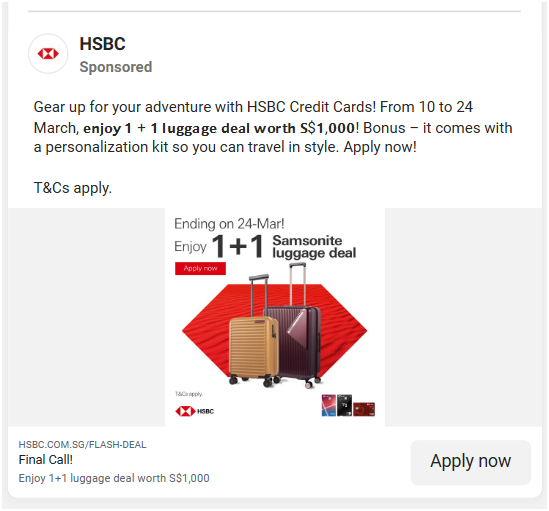 HSBC
Sponsored
Gear up for your adventure with HSBC Credit Cards! From 10 to 24
March, enjoy 1 + 1 luggage deal worth S$1,000! Bonus – it comes with
a personalization kit so you can travel in style. Apply now!
T&Cs apply.
Ending on 24-Mar!
Enjoy 1+1 Samsonite
luggage deal
Apply now
T&Cs apply.
HSBC
HSBC.COM.SG/FLASH-DEAL
Final Call!
Enjoy 1+1 luggage deal worth S$1,000
Apply now